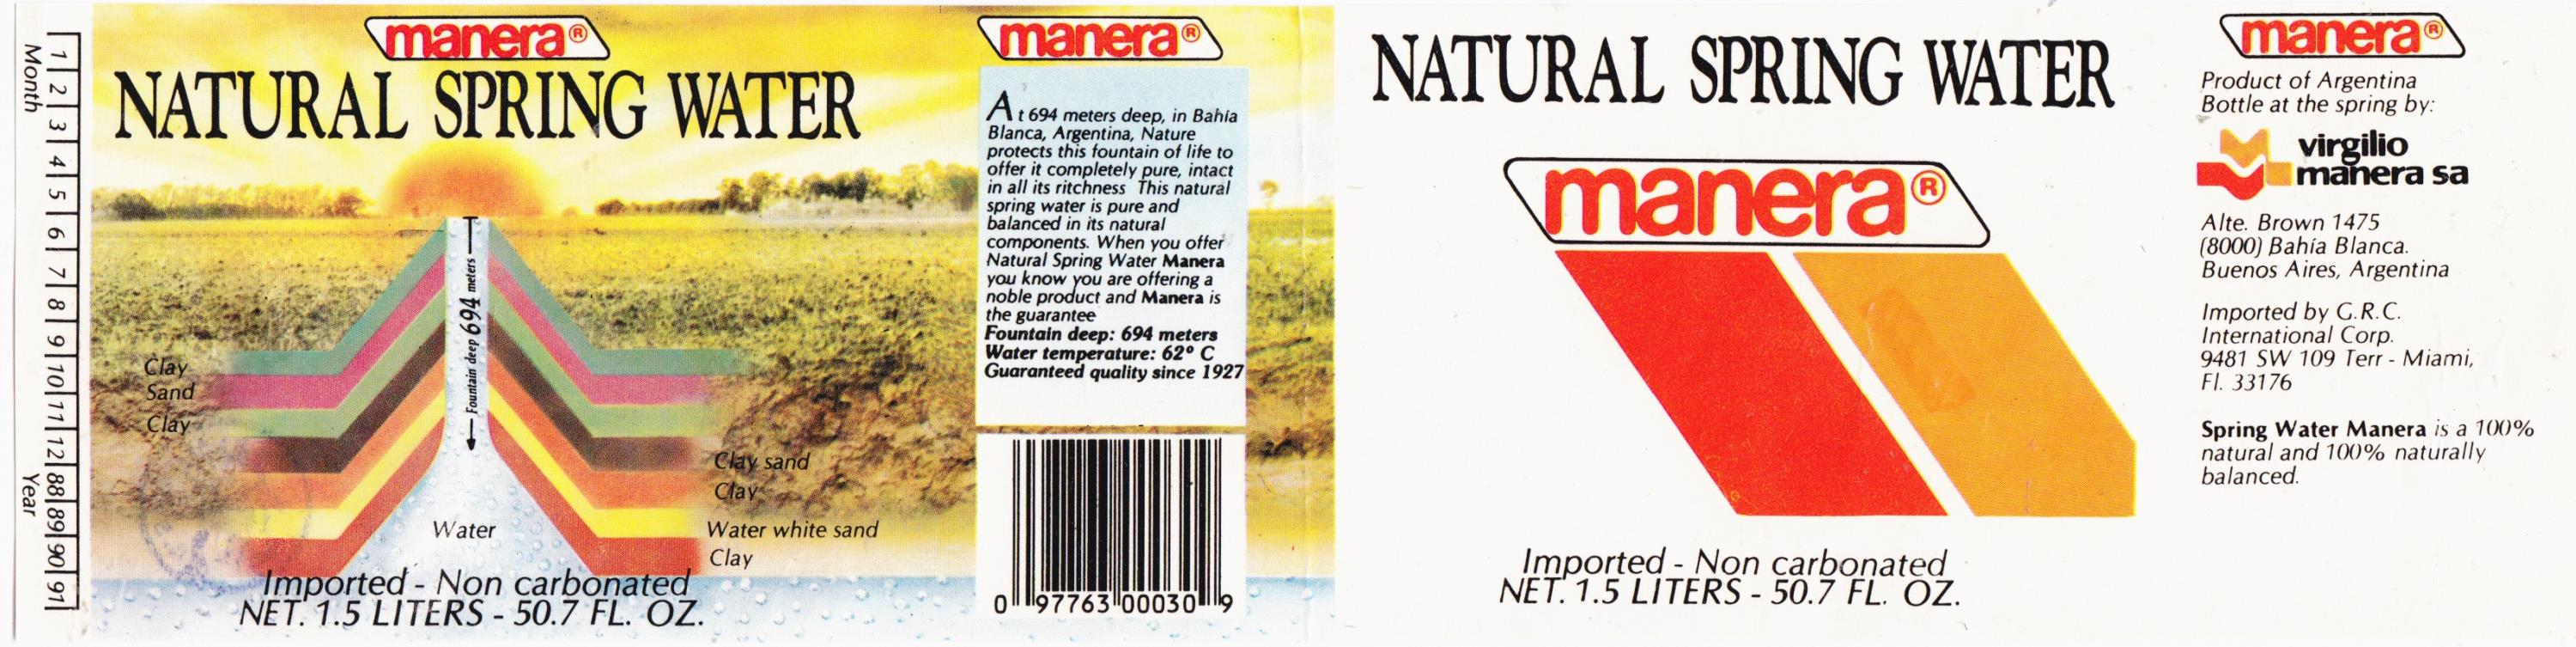 1 2 3 4 5 6 7 8 9 10 11 12 88 89 90 91
Month
Year
manera®
NATURAL SPRING WATER
Fountain deep 694 meters
Clay
Sand
Clay
Clay sand
Clay
Water white sand
Clay
Water
Imported - Non carbonated
NET. 1.5 LITERS - 50.7 FL. OZ.
manera®
At 694 meters deep, in Bahía
Blanca, Argentina, Nature
protects this fountain of life to
offer it completely pure, intact
in all its ritchness This natural
spring water is pure and
balanced in its natural
components. When you offer
Natural Spring Water Manera
you know you are offering a
noble product and Manera is
the guarantee
Fountain deep: 694 meters
Water temperature: 62º C
Guaranteed quality since 1927
0 97763 00030 9
NATURAL SPRING WATER
manera®
Imported - Non carbonated
NET. 1.5 LITERS - 50.7 FL. OZ.
manera®
Product of Argentina
Bottle at the spring by:
virgilio
manera sa
Alte. Brown 1475
(8000) Bahía Blanca.
Buenos Aires, Argentina
Imported by G.R.C.
International Corp.
9481 SW 109 Terr - Miami,
Fl. 33176
Spring Water Manera is a 100%
natural and 100% naturally
balanced.